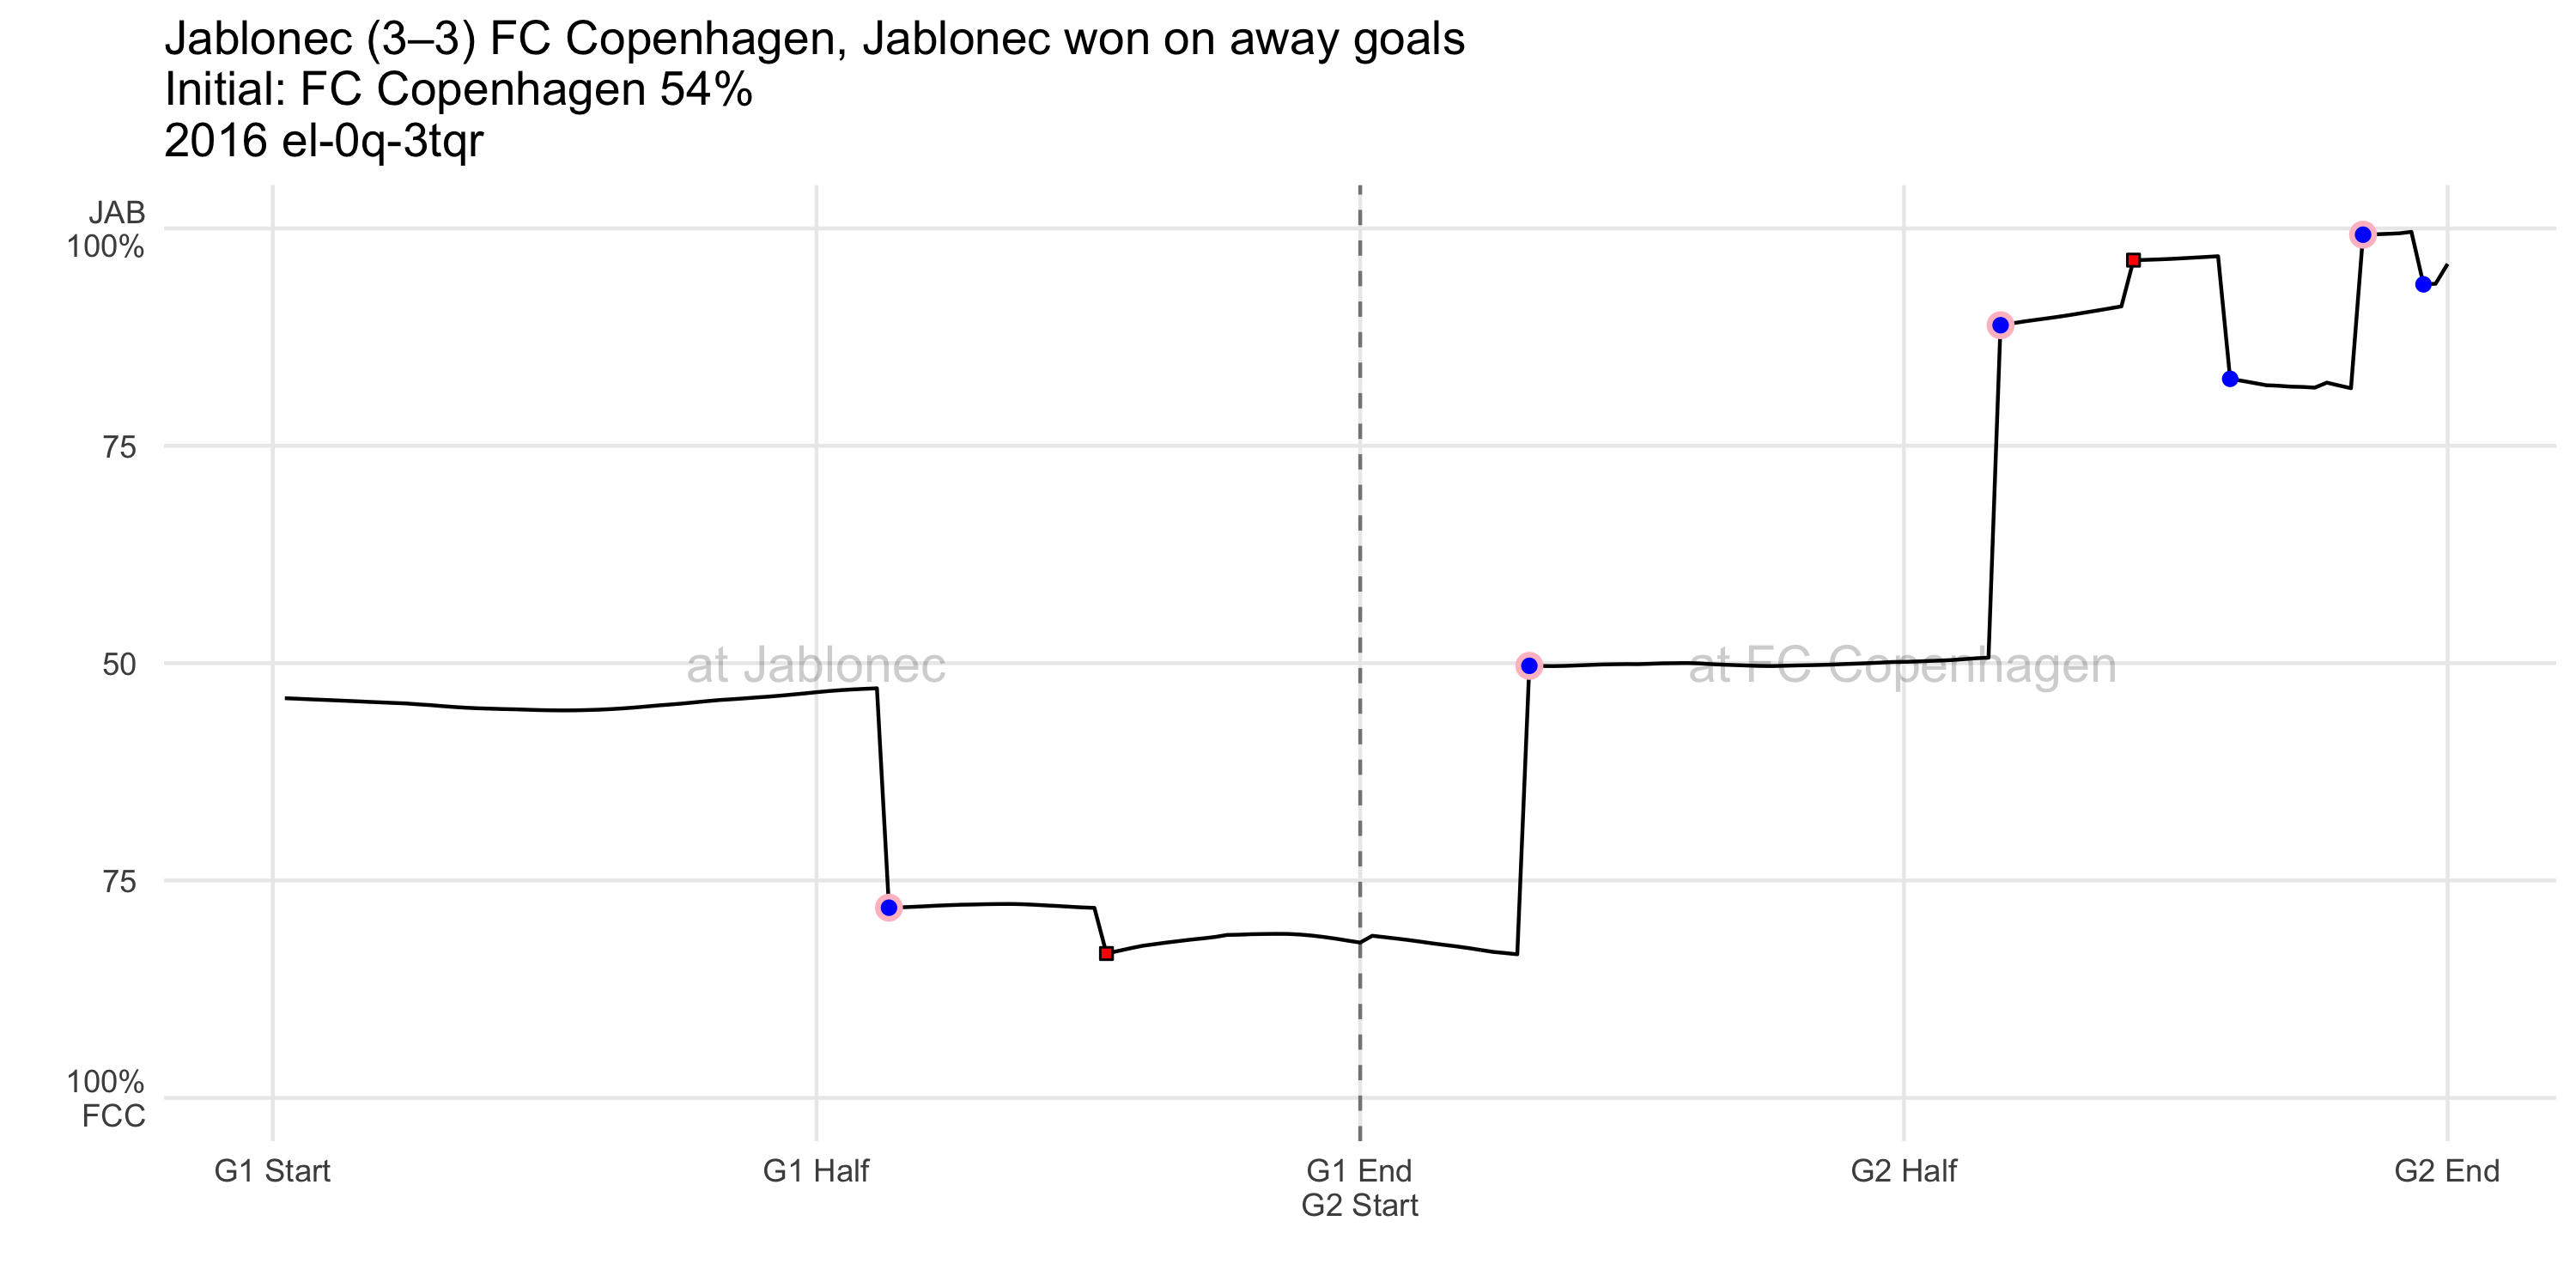 Jablonec (3–3) FC Copenhagen, Jablonec won on away goals
Initial: FC Copenhagen 54%
2016 el-0q-3tqr
JAB
100%
75
50
75
100%
FCC
at Jablonec
at FC Copenhagen
G1 Start
G1 Half
G1 End
G2 Start
G2 Half
G2 End